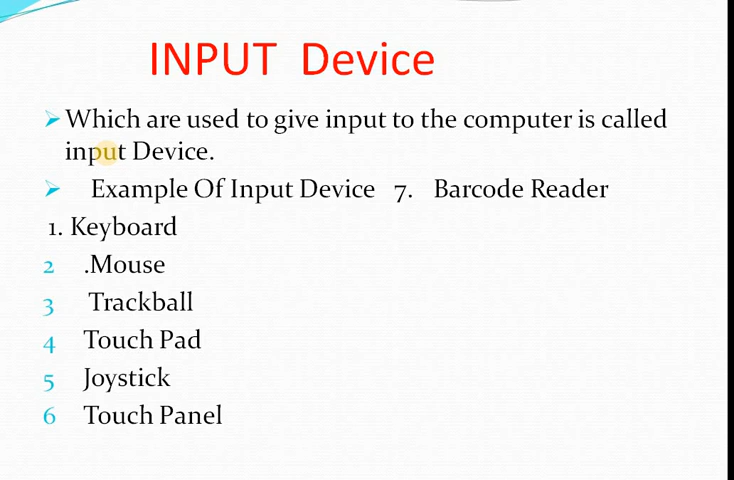 INPUT Device
Which are used to give input to the computer is called
input Device.
Example Of Input Device 7. Barcode Reader
1. Keyboard
2 .Mouse
3 Trackball
4 Touch Pad
5 Joystick
6 Touch Panel